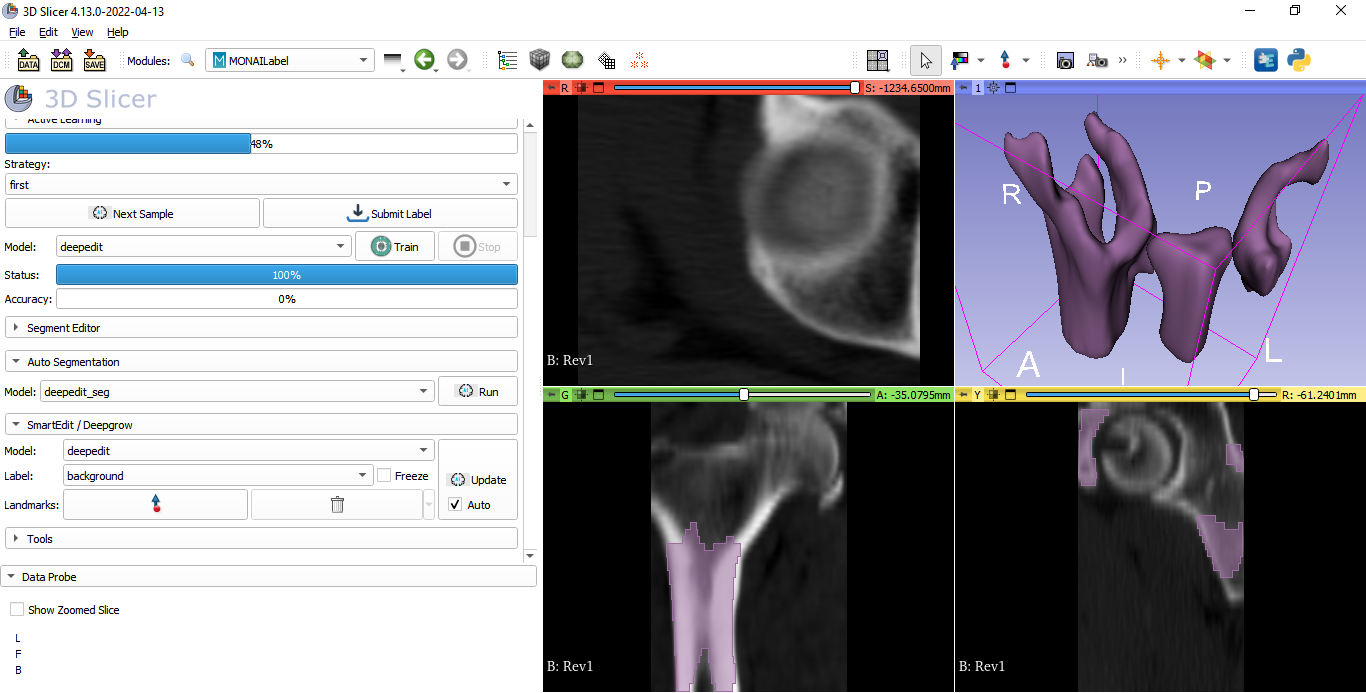 3D Slicer 4.13.0-2022-04-13
File Edit View Help
DATA DCM SAVE Modules: M MONAILabel »
3D Slicer
Active Learning
48%
Strategy:
first
Next Sample Submit Label
Model: deepedit Train Stop
Status: 100%
Accuracy: 0%
Segment Editor
Auto Segmentation
Model: deepedit_seg Run
SmartEdit / Deepgrow
Model: deepedit
Label: background Freeze Update
Landmarks: Auto
Tools
Data Probe
Show Zoomed Slice
L
F
B
R S: -1234.6500mm
B: Rev1
1
R P
A I L
G A: -35.0795mm
B: Rev1
Y R: -61.2401mm
B: Rev1